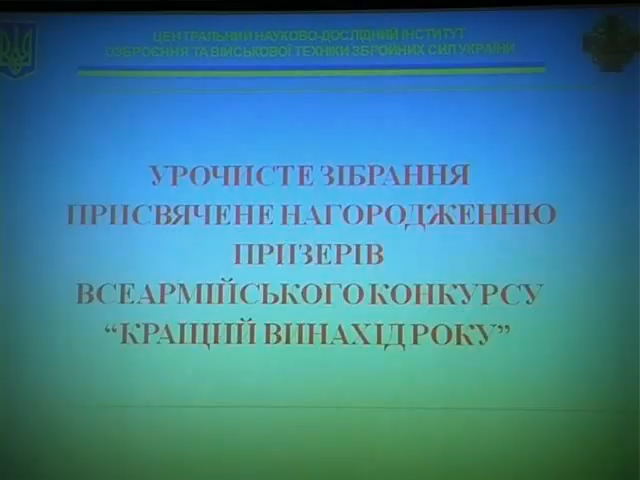 ЦЕНТРАЛЬНИЙ НАУКОВО-ДОСЛІДНИЙ ІНСТИТУТ
ОЗБРОЄННЯ ТА ВІЙСЬКОВОЇ ТЕХНІКИ ЗБРОЙНИХ СИЛ УКРАЇНИ
УРОЧИСТЕ ЗІБРАННЯ
ПРИСВЯЧЕНЕ НАГОРОДЖЕННЮ
ПРИЗЕРІВ
ВСЕАРМІЙСЬКОГО КОНКУРСУ
“КРАЩИЙ ВИНАХІД РОКУ”